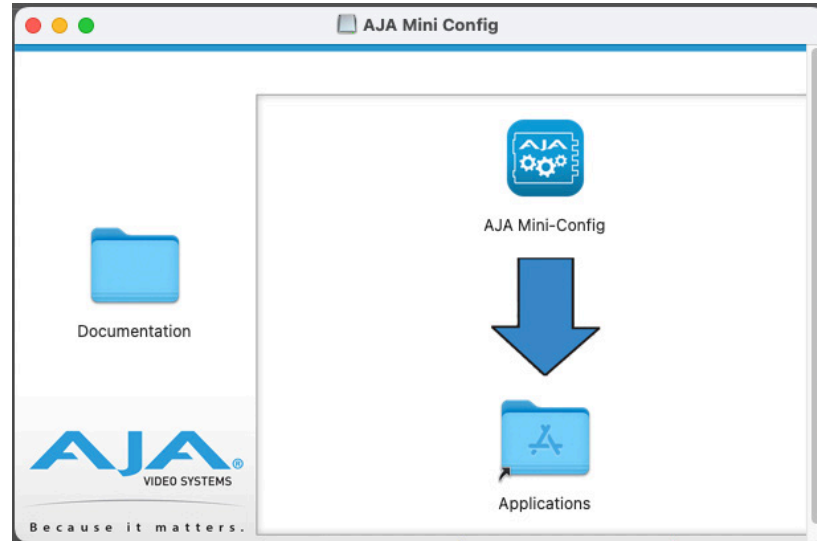 AJA Mini Config
AJA
AJA Mini-Config
Documentation
AJA®
VIDEO SYSTEMS
Because it matters.
Applications